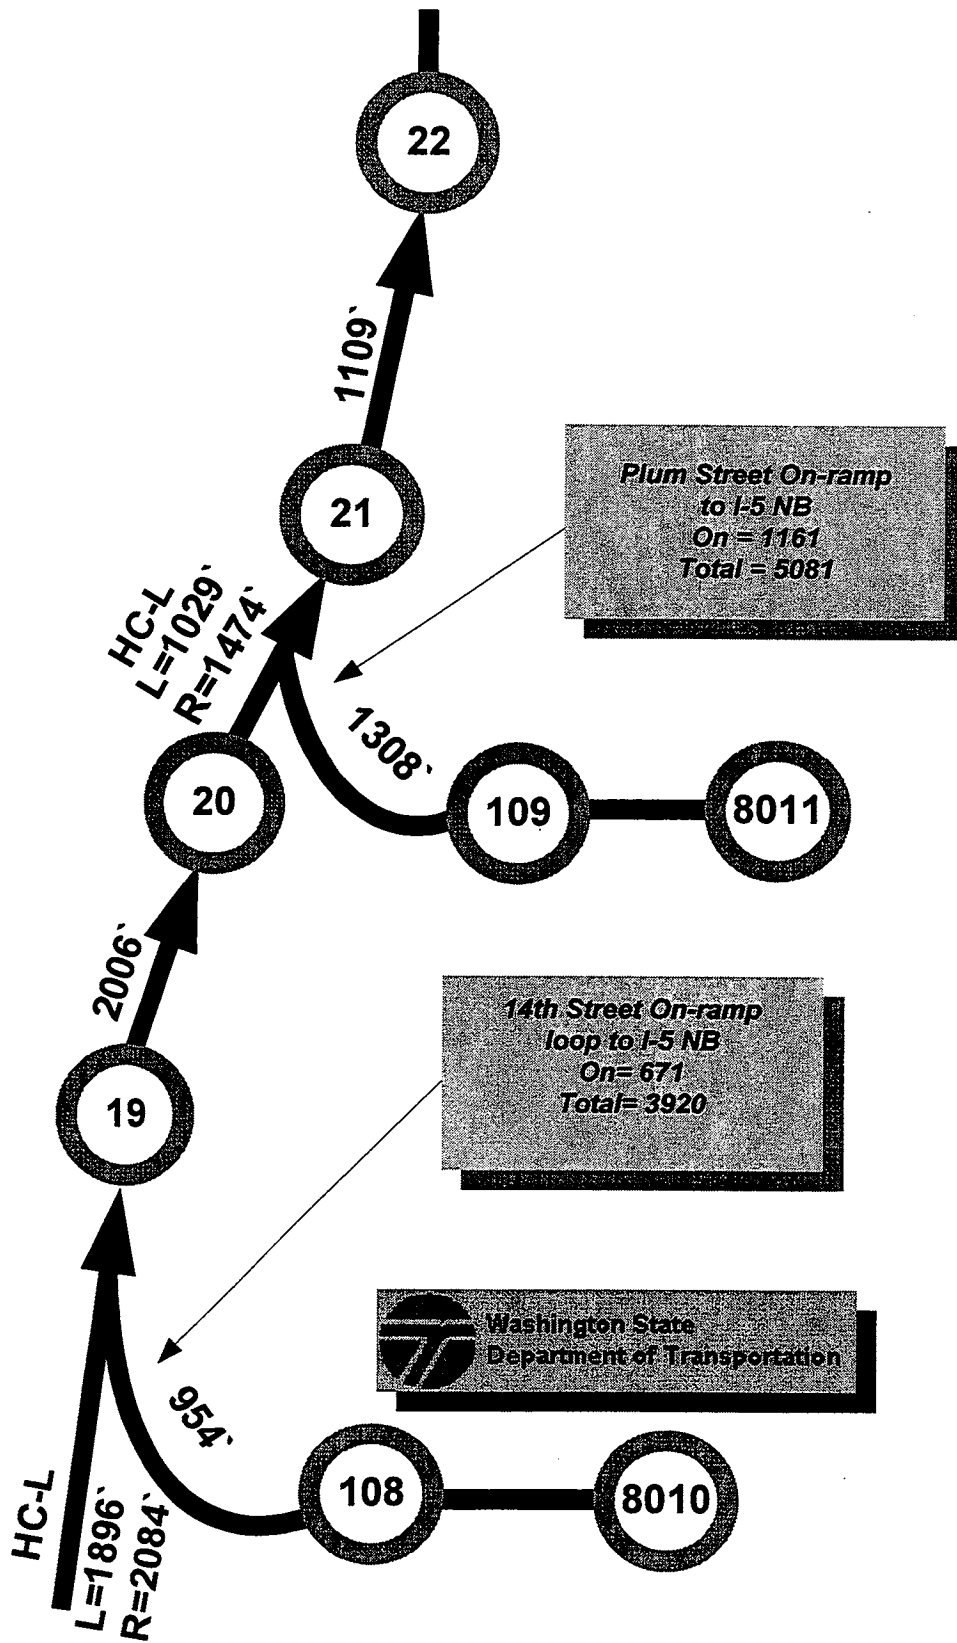 22
1109`
Plum Street On-ramp
to I-5 NB
On = 1161
Total = 5081
21
HC-L
L=1029`
R=1474`
1308`
20
109
8011
2006`
14th Street On-ramp
loop to I-5 NB
On= 671
Total= 3920
19
Washington State
Department of Transportation
954`
108
8010
HC-L
L=1896`
R=2084`